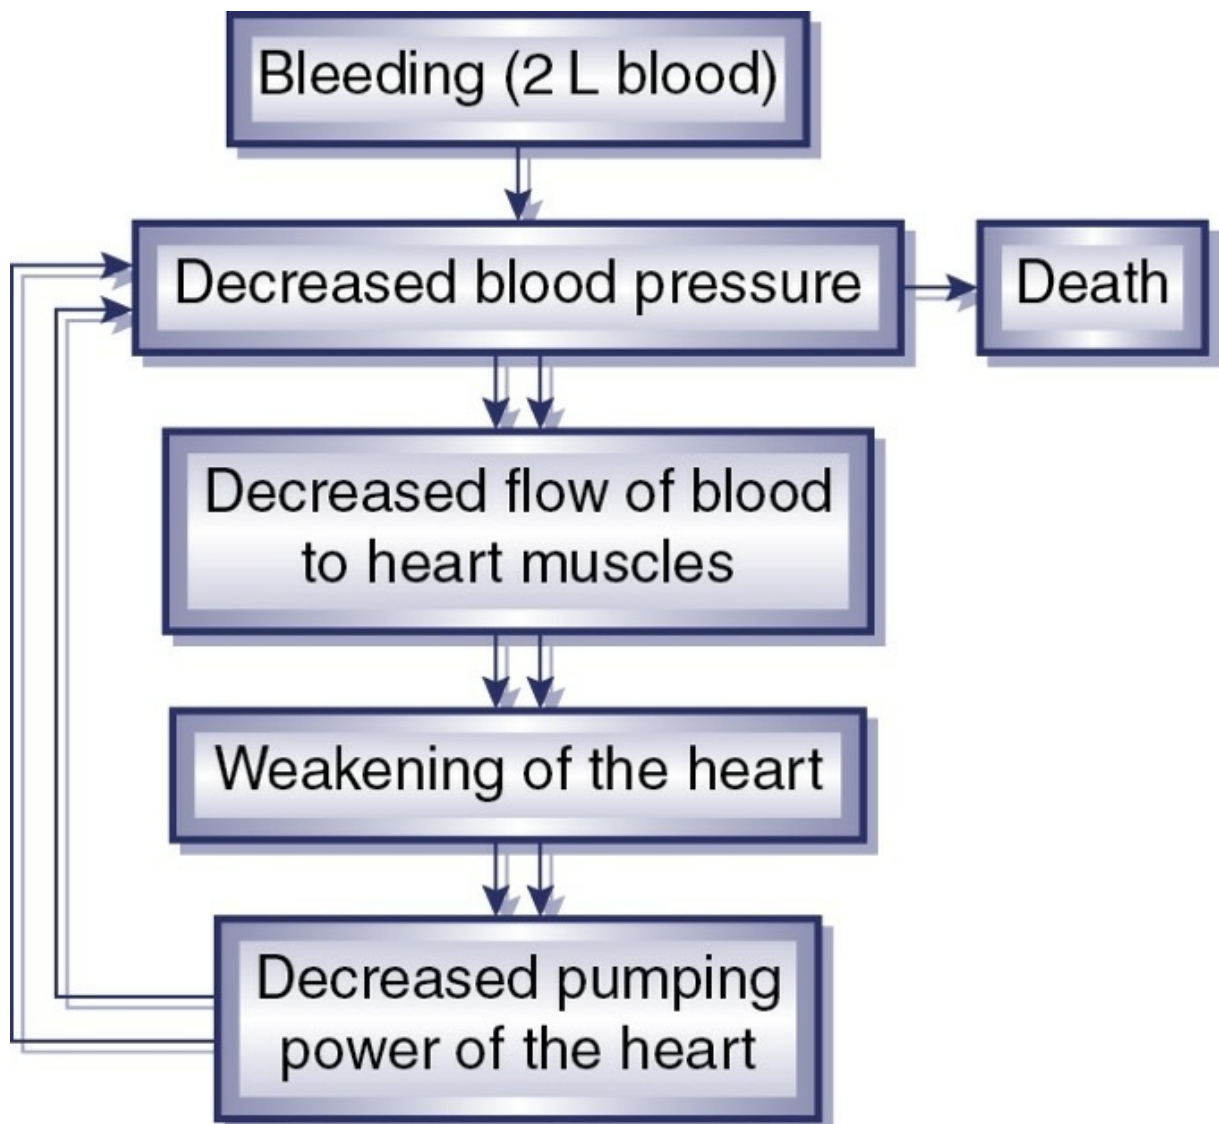 Bleeding (2 L blood)
Decreased blood pressure
Death
Decreased flow of blood
to heart muscles
Weakening of the heart
Decreased pumping
power of the heart